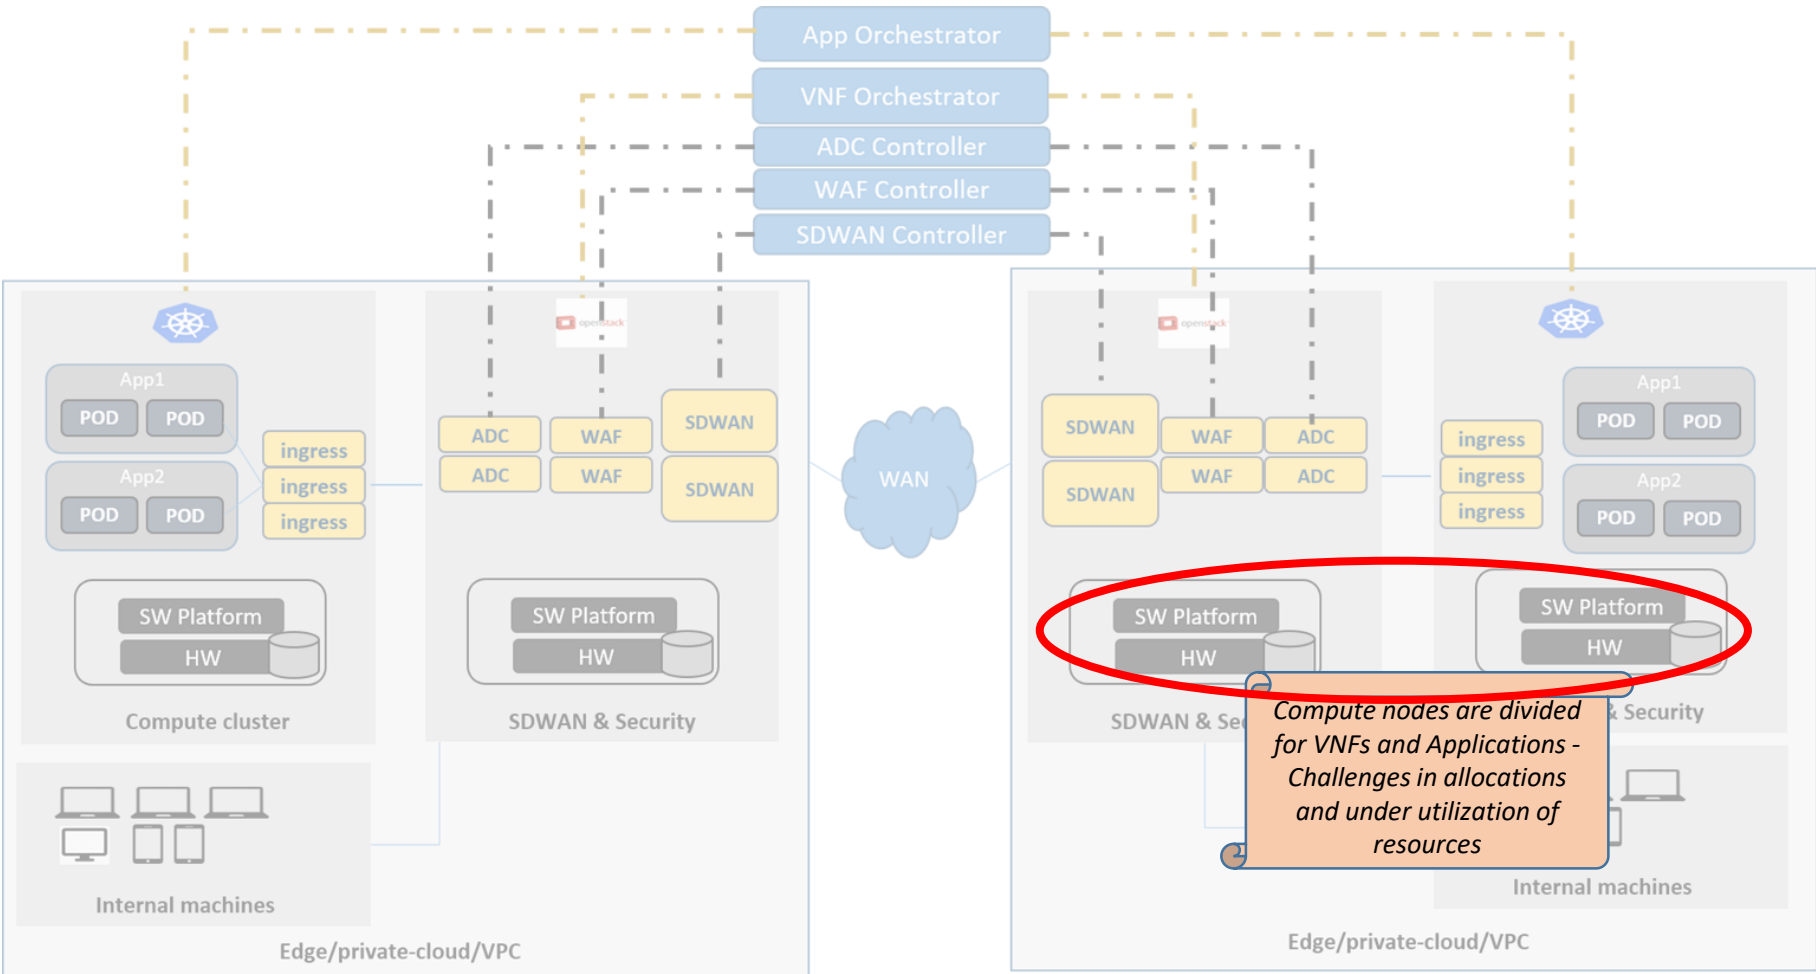 App Orchestrator
VNF Orchestrator
ADC Controller
WAF Controller
SDWAN Controller
openstack
App1
POD POD
App2
POD POD
ingress
ingress
ingress
ADC WAF SDWAN
ADC WAF SDWAN
SW Platform
HW
Compute cluster
SW Platform
HW
SDWAN & Security
Internal machines
Edge/private-cloud/VPC
WAN
openstack
SDWAN WAF ADC
SDWAN WAF ADC
ingress
ingress
ingress
App1
POD POD
App2
POD POD
SW Platform
HW
SW Platform
HW
SDWAN & Se
& Security
Compute nodes are divided
for VNFs and Applications -
Challenges in allocations
and under utilization of
resources
Internal machines
Edge/private-cloud/VPC